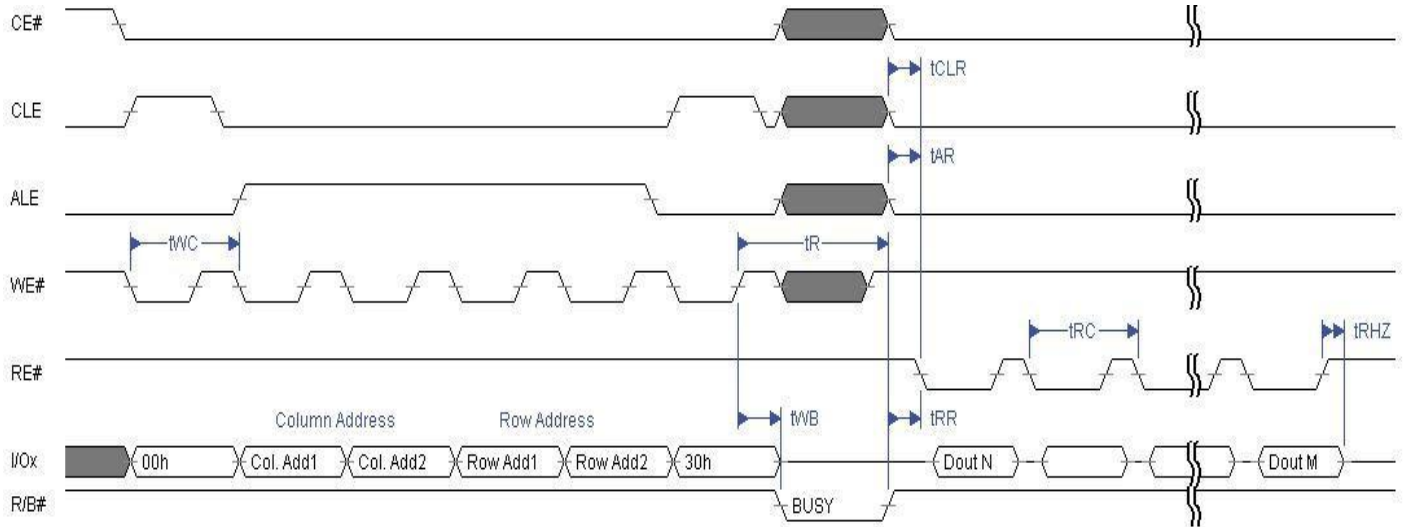 CE#
tCLR
CLE
tAR
ALE
tWC
tR
WE#
tRC
tRHZ
RE#
Column Address
Row Address
tWB
tRR
I/Ox
00h
Col. Add1
Col. Add2
Row Add1
Row Add2
30h
Dout N
Dout M
R/B#
BUSY